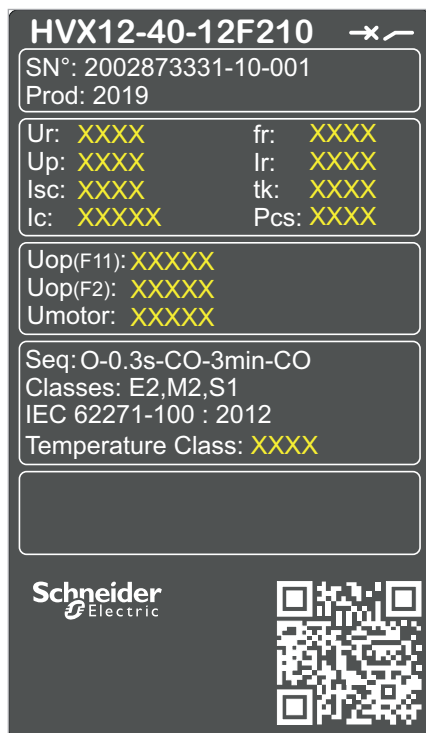 HVX12-40-12F210
SN°: 2002873331-10-001
Prod: 2019
Ur: XXXX fr: XXXX
Up: XXXX Ir: XXXX
Isc: XXXX tk: XXXX
Ic: XXXXX Pcs: XXXX
Uop(F11): XXXXX
Uop(F2): XXXXX
Umotor: XXXXX
Seq: O-0.3s-CO-3min-CO
Classes: E2,M2,S1
IEC 62271-100 : 2012
Temperature Class: XXXX
Schneider
Electric